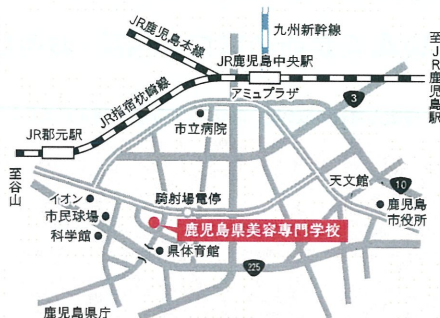 九州新幹線
JR鹿児島本線
JR鹿児島中央駅
至JR鹿児島駅
アミュプラザ
3
JR指宿枕崎線
市立病院
JR郡元駅
至谷山
天文館
10
イオン
騎射場電停
鹿児島
市役所
市民球場
鹿児島県美容専門学校
科学館
県体育館
225
鹿児島県庁